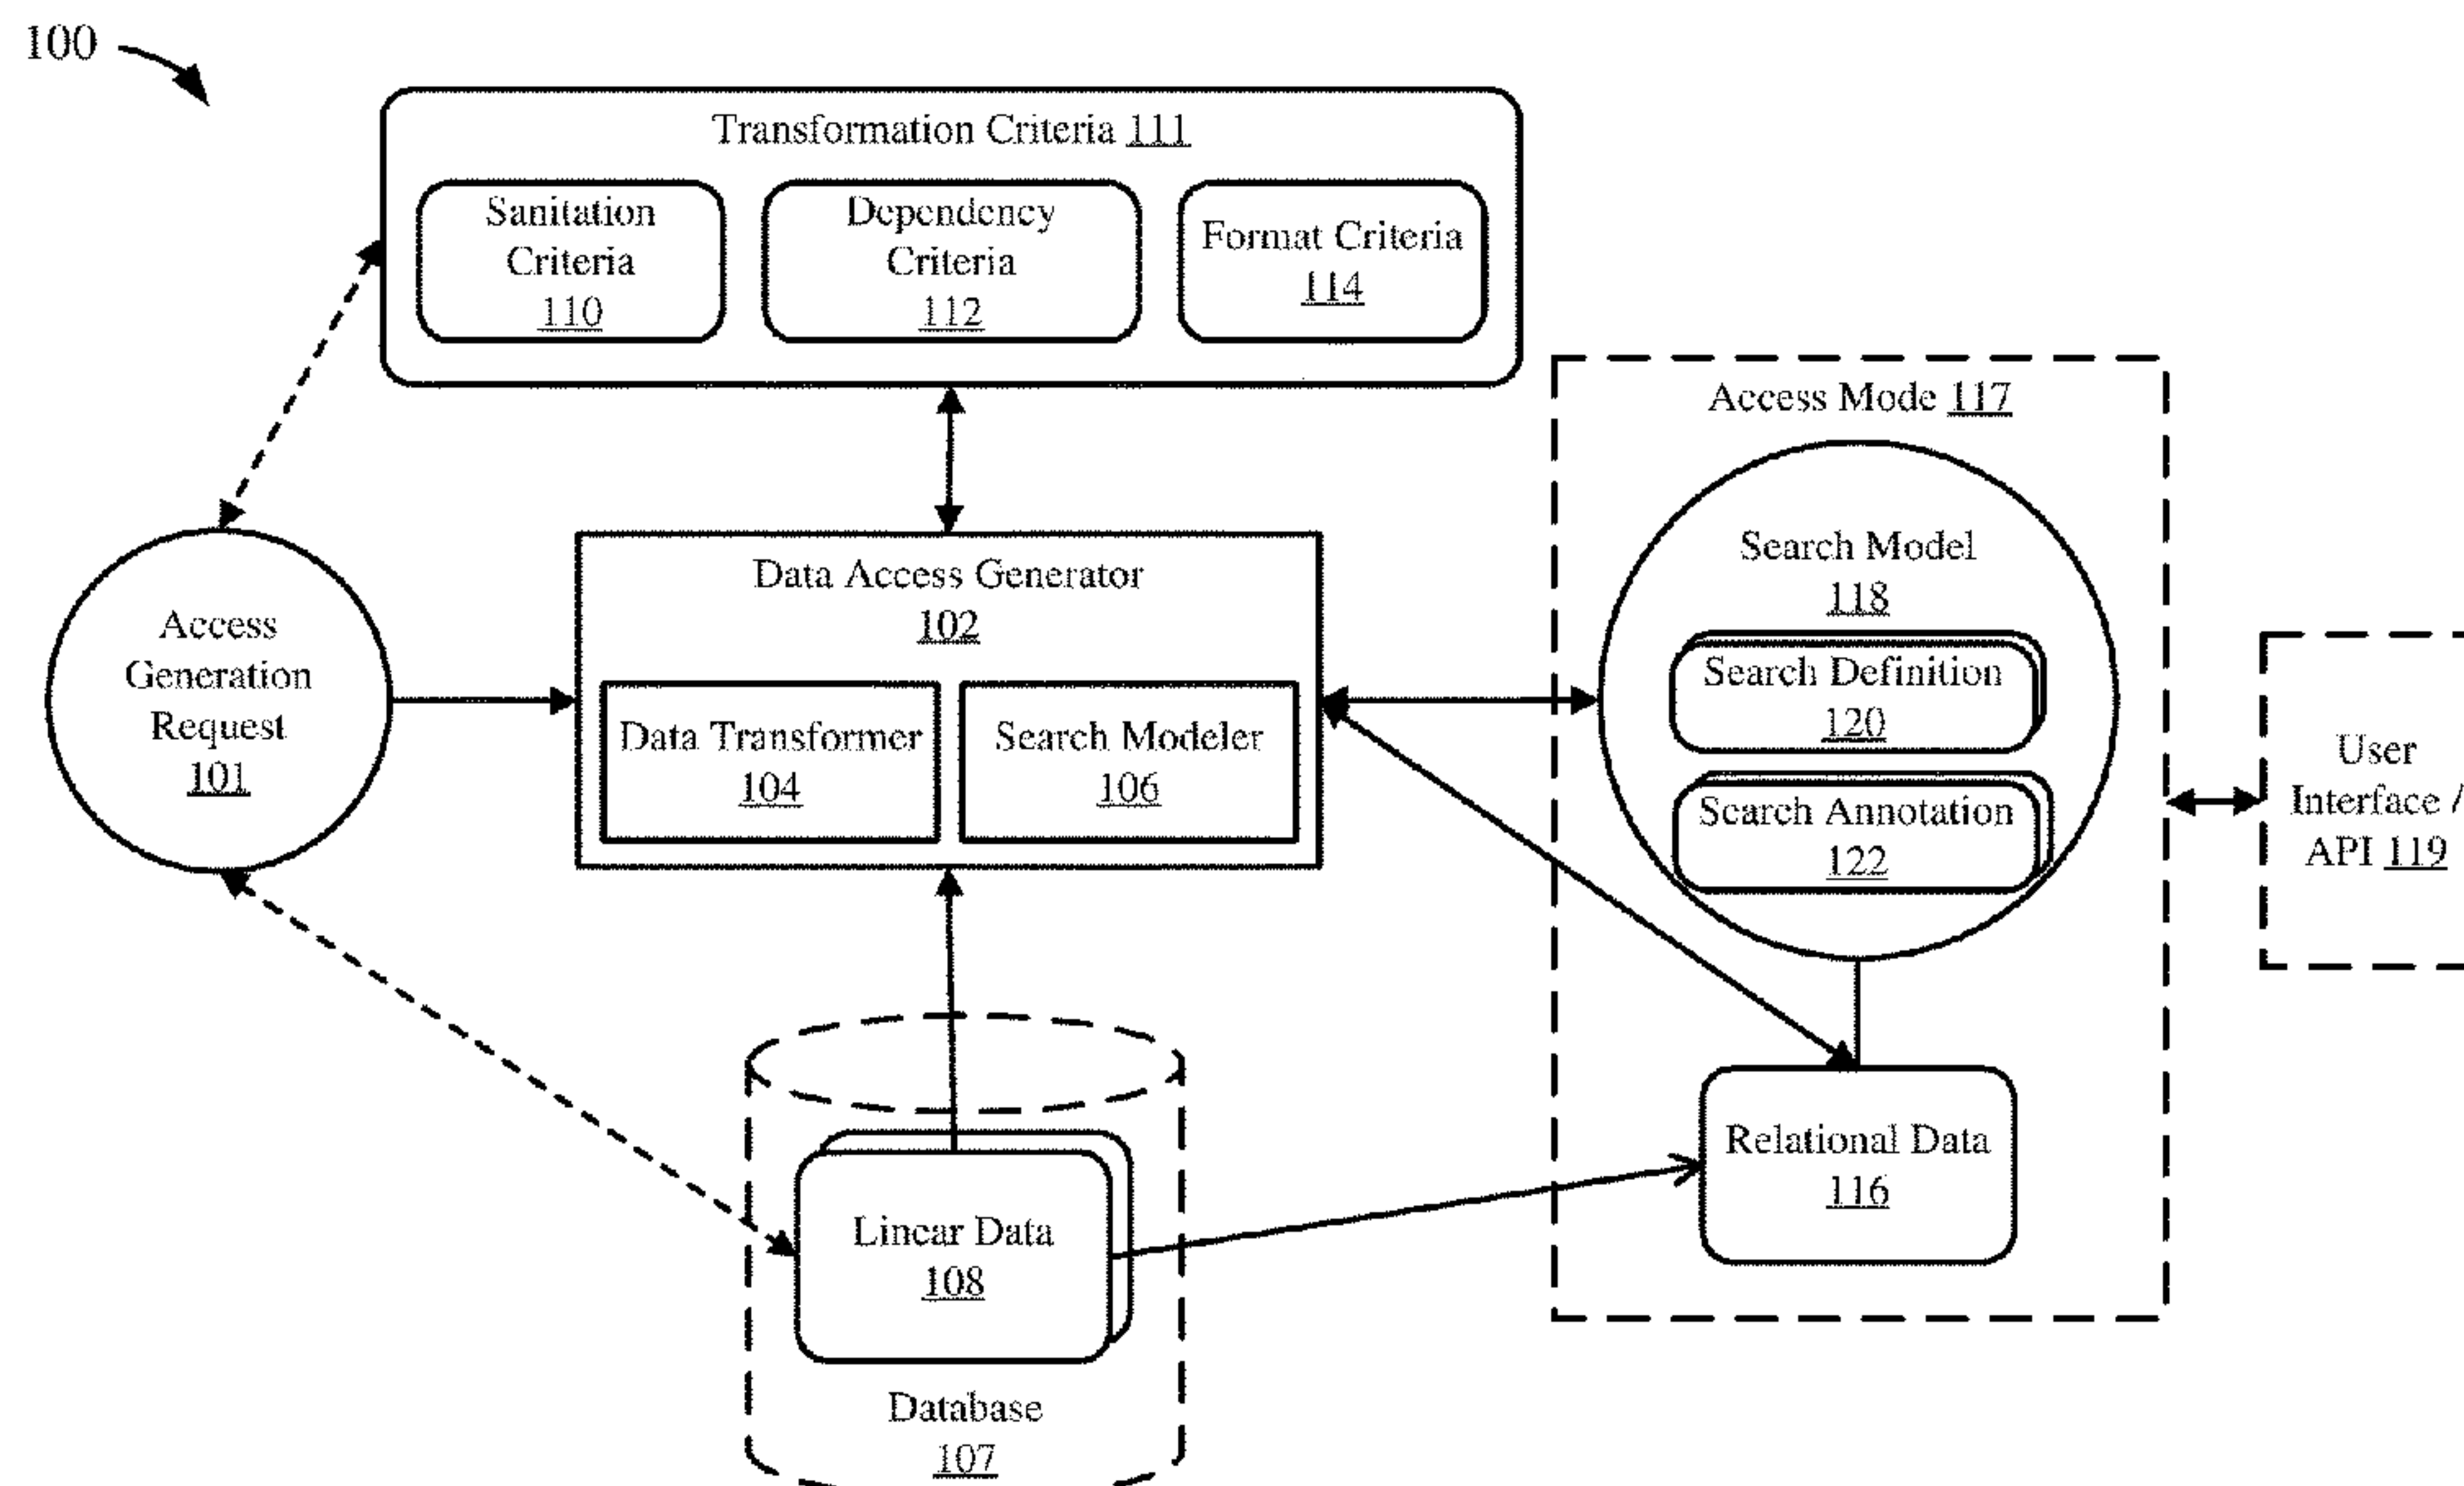 100
Transformation Criteria 111
Sanitation
Criteria
110
Dependency
Criteria
112
Format Criteria
114
Access Mode 117
Search Model
118
Search Definition
120
Search Annotation
122
Data Access Generator
102
Data Transformer
104
Search Modeler
106
Access
Generation
Request
101
User
Interface /
API 119
Relational Data
116
Linear Data
108
Database
107